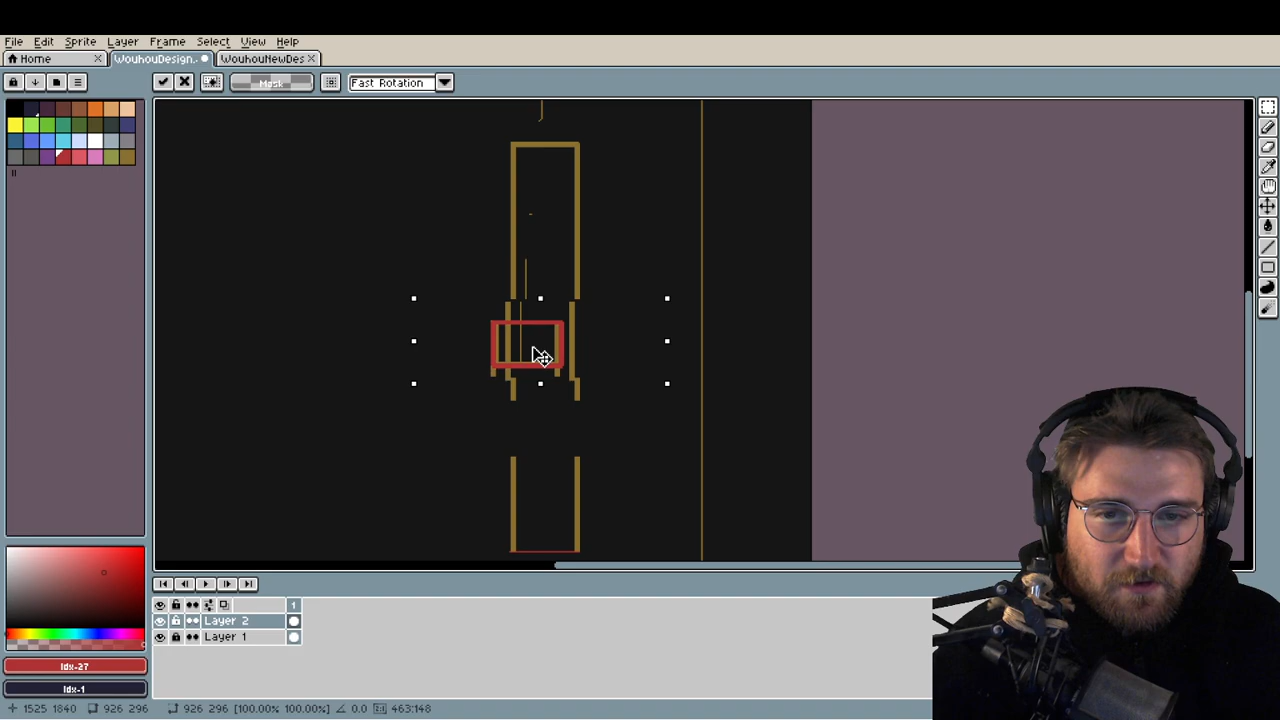 File Edit Sprite Layer Frame Select View Help
Home WouhouDesign. WouhouNewDes
Mask Fast Rotation
1
Layer 2
Layer 1
Idx-27
Idx-1
1525 1840 926 296 926 296 [100.00% 100.00%] 0.0 463:148